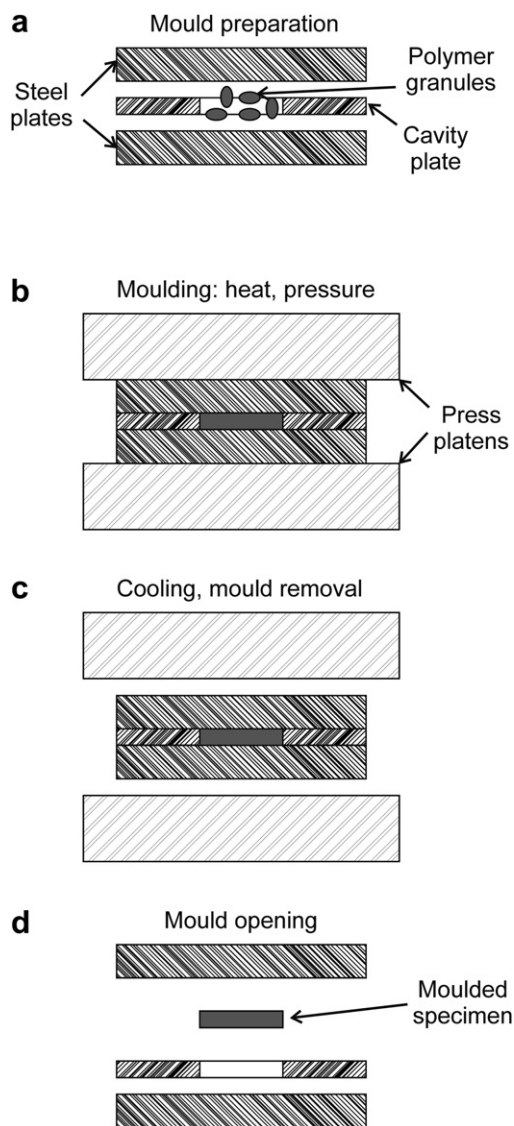 a
Mould preparation
Steel
plates
Polymer
granules
Cavity
plate
b
Moulding: heat, pressure
Press
platens
c
Cooling, mould removal
d
Mould opening
Moulded
specimen